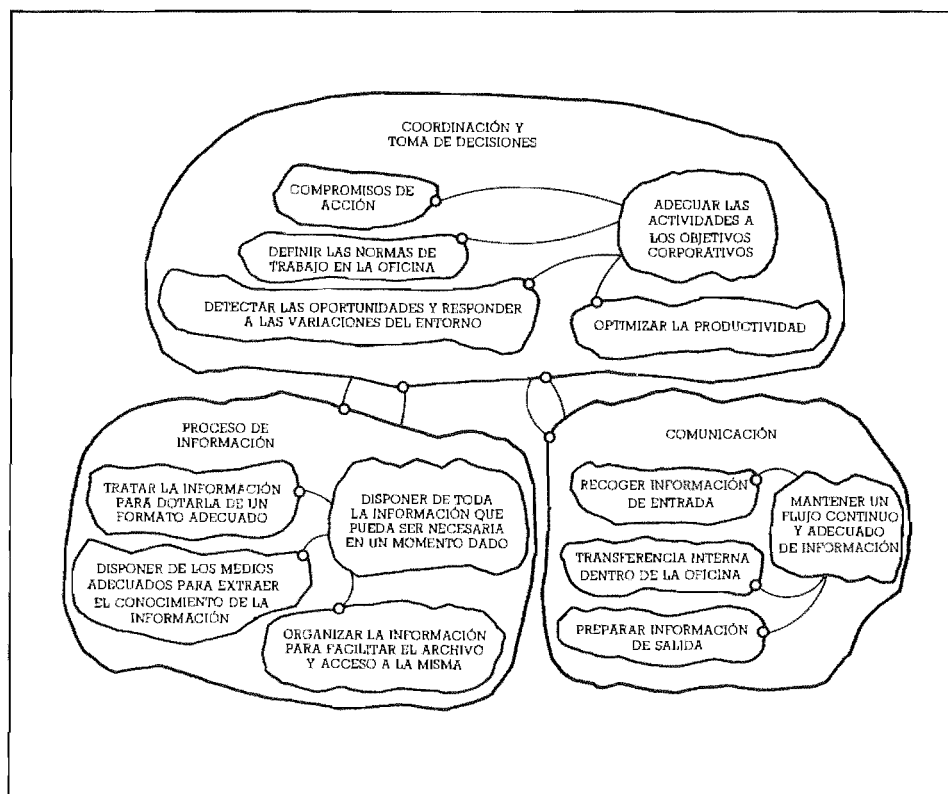 COORDINACIÓN Y
TOMA DE DECISIONES
COMPROMISOS DE
ACCIÓN
ADECUAR LAS
ACTIVIDADES A
LOS OBJETIVOS
CORPORATIVOS
DEFINIR LAS NORMAS DE
TRABAJO EN LA OFICINA
DETECTAR LAS OPORTUNIDADES Y RESPONDER
A LAS VARIACIONES DEL ENTORNO
OPTIMIZAR LA PRODUCTIVIDAD
PROCESO DE
INFORMACIÓN
TRATAR LA INFORMACIÓN
PARA DOTARLA DE UN
FORMATO ADECUADO
DISPONER DE TODA
LA INFORMACIÓN QUE
PUEDA SER NECESARIA
EN UN MOMENTO DADO
DISPONER DE LOS MEDIOS
ADECUADOS PARA EXTRAER
EL CONOCIMIENTO DE LA
INFORMACIÓN
ORGANIZAR LA INFORMACIÓN
PARA FACILITAR EL ARCHIVO
Y ACCESO A LA MISMA
COMUNICACIÓN
RECOGER INFORMACIÓN
DE ENTRADA
MANTENER UN
FLUJO CONTINUO
Y ADECUADO
DE INFORMACIÓN
TRANSFERENCIA INTERNA
DENTRO DE LA OFICINA
PREPARAR INFORMACIÓN
DE SALIDA